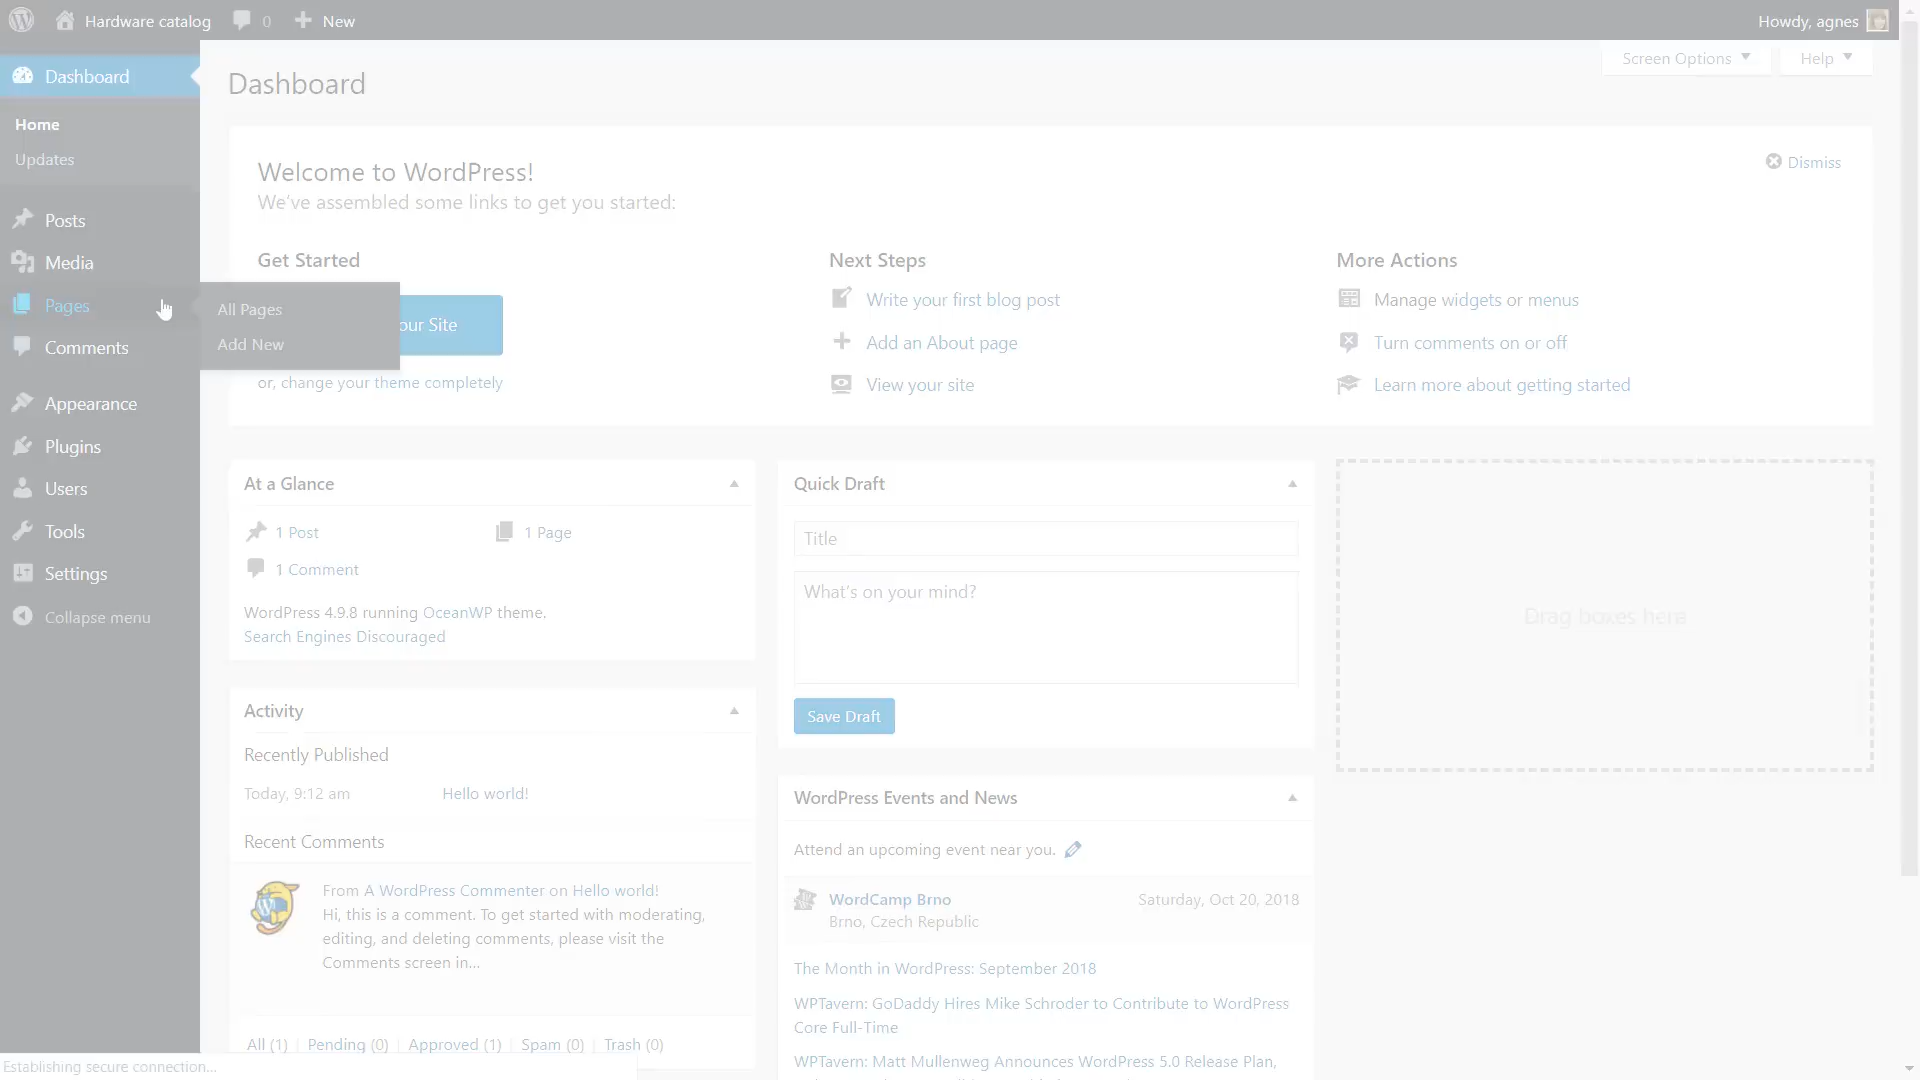 Hardware catalog 0 New Howdy, agnes
Dashboard
Home
Updates
Posts
Media
Pages
All Pages
Add New
Comments
Appearance
Plugins
Users
Tools
Settings
Collapse menu
Dashboard
Screen Options
Help
Welcome to WordPress!
We've assembled some links to get you started:
Dismiss
Get Started
our Site
or, change your theme completely
Next Steps
Write your first blog post
Add an About page
View your site
More Actions
Manage widgets or menus
Turn comments on or off
Learn more about getting started
At a Glance
1 Post
1 Page
1 Comment
WordPress 4.9.8 running OceanWP theme.
Search Engines Discouraged
Activity
Recently Published
Today, 9:12 am Hello world!
Recent Comments
From A WordPress Commenter on Hello world!
Hi, this is a comment. To get started with moderating,
editing, and deleting comments, please visit the
Comments screen in…
All (1) | Pending (0) | Approved (1) | Spam (0) | Trash (0)
Quick Draft
Title
What's on your mind?
Save Draft
WordPress Events and News
Attend an upcoming event near you.
WordCamp Brno Saturday, Oct 20, 2018
Brno, Czech Republic
The Month in WordPress: September 2018
WPTavern: GoDaddy Hires Mike Schroder to Contribute to WordPress
Core Full-Time
WPTavern: Matt Mullenweg Announces WordPress 5.0 Release Plan,
Drag boxes here
Establishing secure connection...